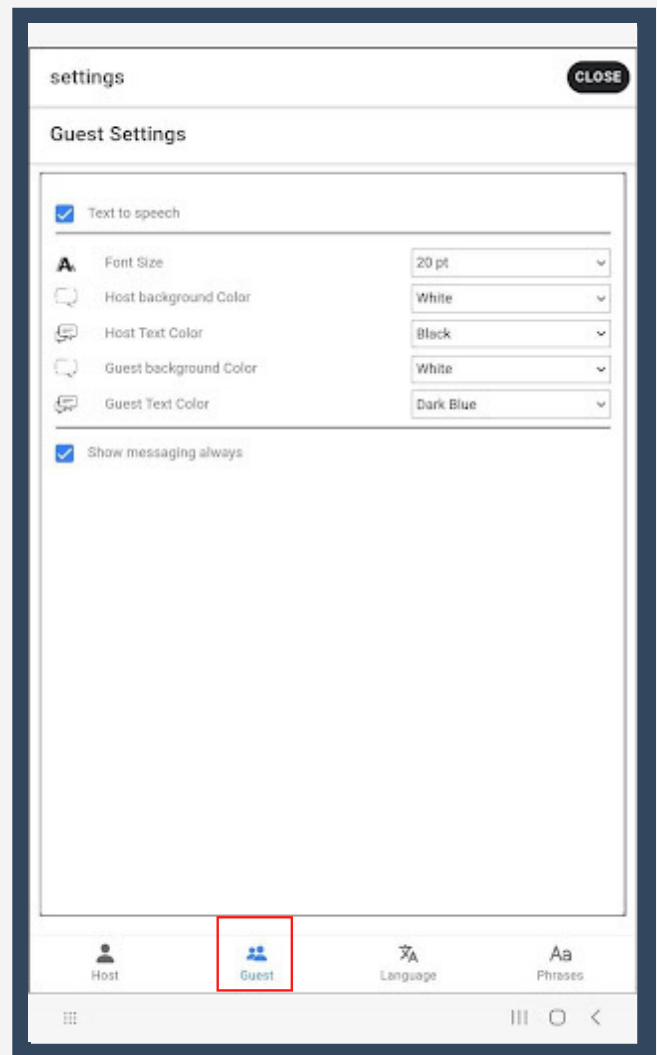 settings
CLOSE
Guest Settings
Text to speech
Font Size
20 pt
Host background Color
White
Host Text Color
Black
Guest background Color
White
Guest Text Color
Dark Blue
Show messaging always
Host
Guest
Language
Aa
Phrases